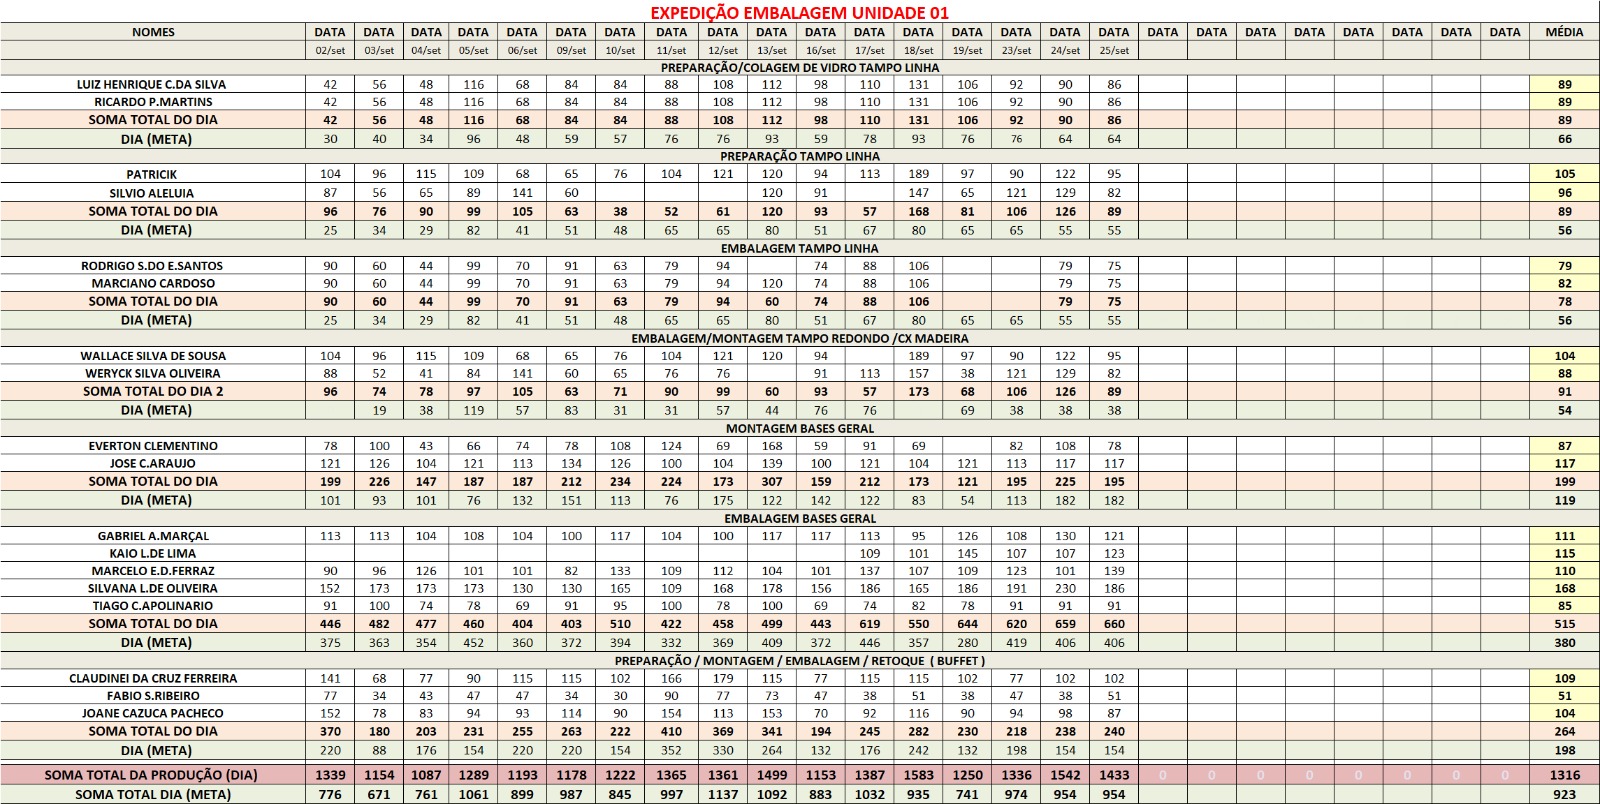 EXPEDIÇÃO EMBALAGEM UNIDADE 01
NOMES DATA DATA DATA DATA DATA DATA DATA DATA DATA DATA DATA DATA DATA DATA DATA DATA DATA DATA DATA DATA DATA DATA DATA DATA DATA MÉDIA
02/set 03/set 04/set 05/set 06/set 09/set 10/set 11/set 12/set 13/set 16/set 17/set 18/set 19/set 23/set 24/set 25/set
PREPARAÇÃO/COLAGEM DE VIDRO TAMPO LINHA
LUIZ HENRIQUE C.DA SILVA 42 56 48 116 68 84 84 88 108 112 98 110 131 106 92 90 86 89
RICARDO P.MARTINS 42 56 48 116 68 84 84 88 108 112 98 110 131 106 92 90 86 89
SOMA TOTAL DO DIA 42 56 48 116 68 84 84 88 108 112 98 110 131 106 92 90 86 89
DIA (META) 30 40 34 96 48 59 57 76 76 93 59 78 93 76 76 64 64 66
PREPARAÇÃO TAMPO LINHA
PATRICIK 104 96 115 109 68 65 76 104 121 120 94 113 189 97 90 122 95 105
SILVIO ALELUIA 87 56 65 89 141 60 120 91 147 65 121 129 82 96
SOMA TOTAL DO DIA 96 76 90 99 105 63 38 52 61 120 93 57 168 81 106 126 89 89
DIA (META) 25 34 29 82 41 51 48 65 65 80 51 67 80 65 65 55 55 56
EMBALAGEM TAMPO LINHA
RODRIGO S.DO E.SANTOS 90 60 44 99 70 91 63 79 94 74 88 106 79 75 79
MARCIANO CARDOSO 90 60 44 99 70 91 63 79 94 120 74 88 106 79 75 82
SOMA TOTAL DO DIA 90 60 44 99 70 91 63 79 94 60 74 88 106 79 75 78
DIA (META) 25 34 29 82 41 51 48 65 65 80 51 67 80 65 65 55 55 56
EMBALAGEM/MONTAGEM TAMPO REDONDO /CX MADEIRA
WALLACE SILVA DE SOUSA 104 96 115 109 68 65 76 104 121 120 94 189 97 90 122 95 104
WERYCK SILVA OLIVEIRA 88 52 41 84 141 60 65 76 76 91 113 157 38 121 129 82 88
SOMA TOTAL DO DIA 2 96 74 78 97 105 63 71 90 99 60 93 57 173 68 106 126 89 91
DIA (META) 19 38 119 57 83 31 31 57 44 76 76 69 38 38 38 54
MONTAGEM BASES GERAL
EVERTON CLEMENTINO 78 100 43 66 74 78 108 124 69 168 59 91 69 82 108 78 87
JOSE C.ARAUJO 121 126 104 121 113 134 126 100 104 139 100 121 104 121 113 117 117 117
SOMA TOTAL DO DIA 199 226 147 187 187 212 234 224 173 307 159 212 173 121 195 225 195 199
DIA (META) 101 93 101 76 132 151 113 76 175 122 142 122 83 54 113 182 182 119
EMBALAGEM BASES GERAL
GABRIEL A.MARÇAL 113 113 104 108 104 100 117 104 100 117 117 113 95 126 108 130 121 111
KAIO L.DE LIMA 109 101 145 107 107 123 115
MARCELO E.D.FERRAZ 90 96 126 101 101 82 133 109 112 104 101 137 107 109 123 101 139 110
SILVANA L.DE OLIVEIRA 152 173 173 173 130 130 165 109 168 178 156 186 165 186 191 230 186 168
TIAGO C.APOLINARIO 91 100 74 78 69 91 95 100 78 100 69 74 82 78 91 91 91 85
SOMA TOTAL DO DIA 446 482 477 460 404 403 510 422 458 499 443 619 550 644 620 659 660 515
DIA (META) 375 363 354 452 360 372 394 332 369 409 372 446 357 280 419 406 406 380
PREPARAÇÃO / MONTAGEM / EMBALAGEM / RETOQUE ( BUFFET )
CLAUDINEI DA CRUZ FERREIRA 141 68 77 90 115 115 102 166 179 115 77 115 115 102 77 102 102 109
FABIO S.RIBEIRO 77 34 43 47 47 34 30 90 77 73 47 38 51 38 47 38 51 51
JOANE CAZUCA PACHECO 152 78 83 94 93 114 90 154 113 153 70 92 116 90 94 98 87 104
SOMA TOTAL DO DIA 370 180 203 231 255 263 222 410 369 341 194 245 282 230 218 238 240 264
DIA (META) 220 88 176 154 220 220 154 352 330 264 132 176 242 132 198 154 154 198
SOMA TOTAL DA PRODUÇÃO (DIA) 1339 1154 1087 1289 1193 1178 1222 1365 1361 1499 1153 1387 1583 1250 1336 1542 1433 0 0 0 0 0 0 0 0 1316
SOMA TOTAL DIA (META) 776 671 761 1061 899 987 845 997 1137 1092 883 1032 935 741 974 954 954 923